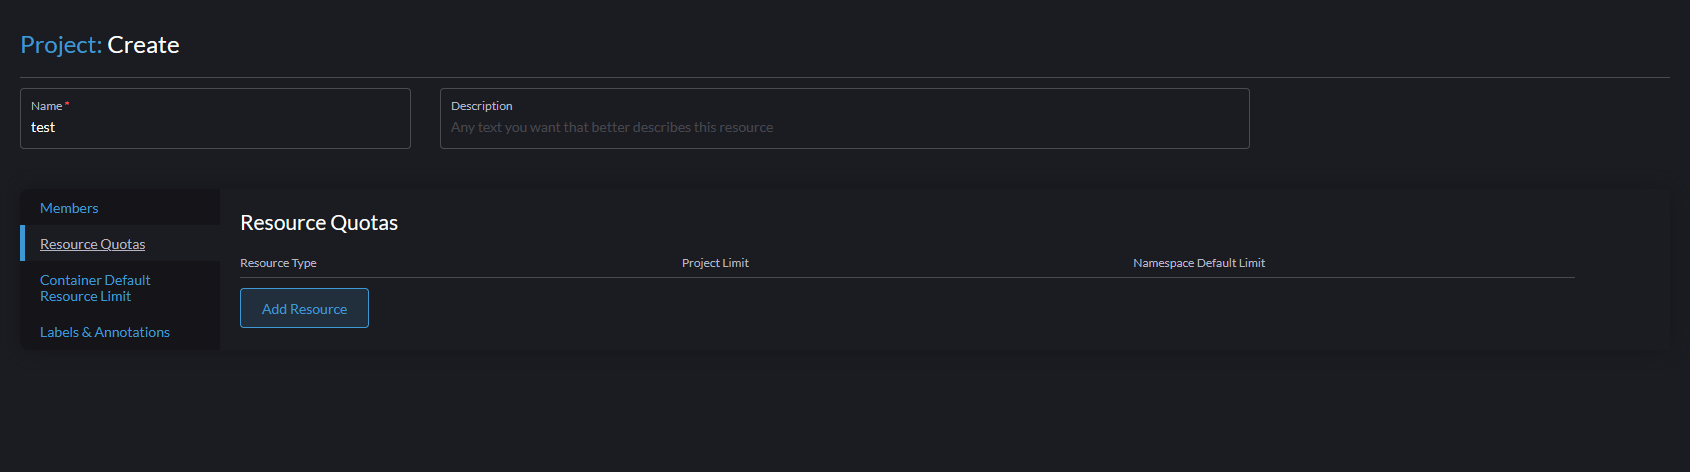 Project: Create
Name *
test
Description
Any text you want that better describes this resource
Members
Resource Quotas
Container Default
Resource Limit
Labels & Annotations
Resource Quotas
Resource Type Project Limit Namespace Default Limit
Add Resource